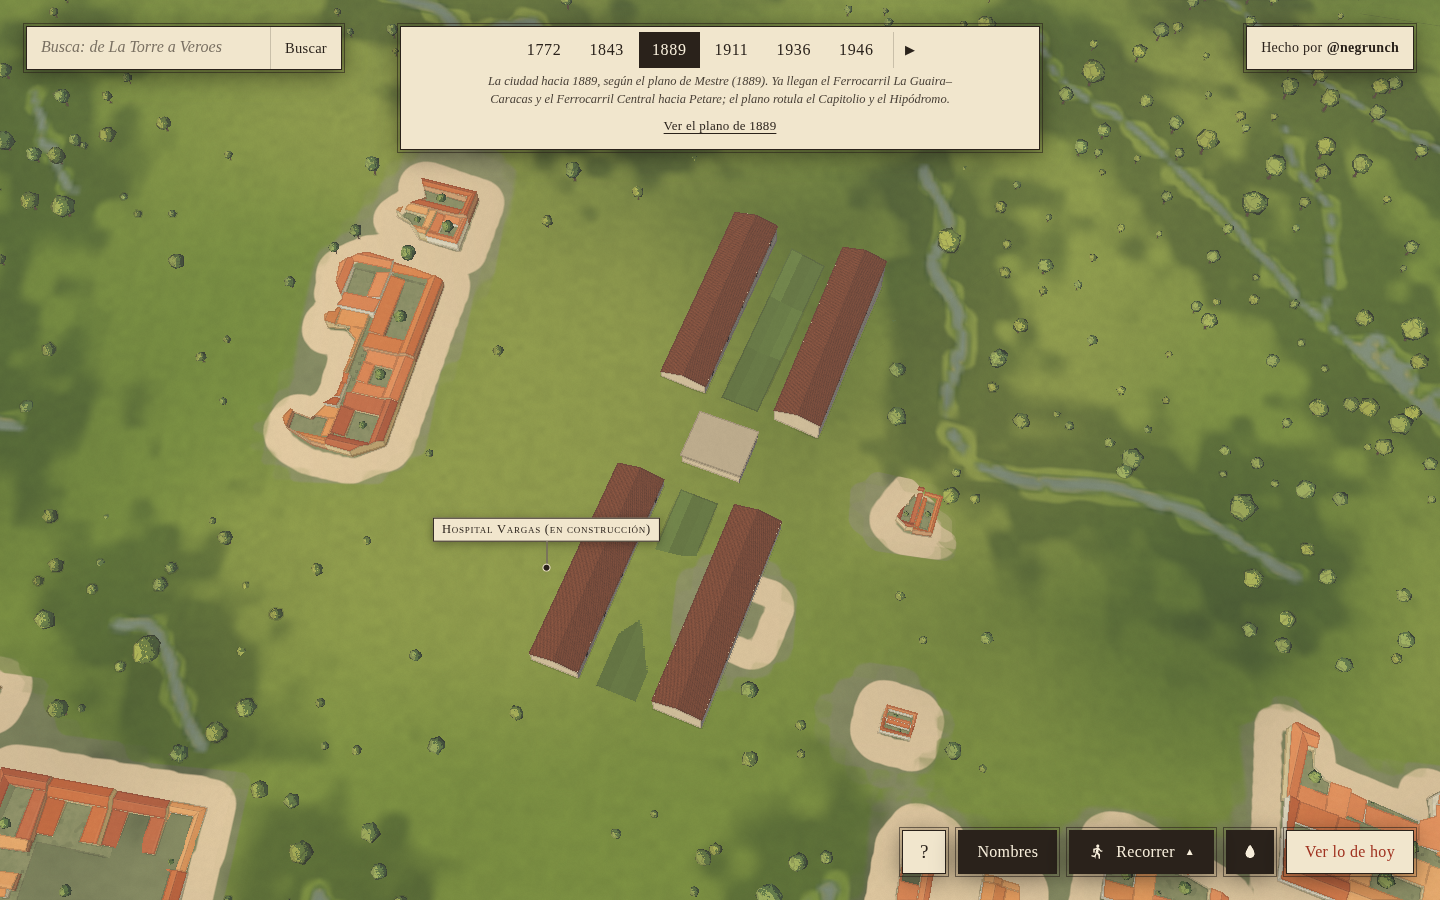 Busca: de La Torre a Veroes
Buscar
1772 1843 1889 1911 1936 1946
La ciudad hacia 1889, según el plano de Mestre (1889). Ya llegan el Ferrocarril La Guaira–
Caracas y el Ferrocarril Central hacia Petare; el plano rotula el Capitolio y el Hipódromo.
Ver el plano de 1889
Hecho por @negrunch
Hospital Vargas (en construcción)
?
Nombres
Recorrer
Ver lo de hoy